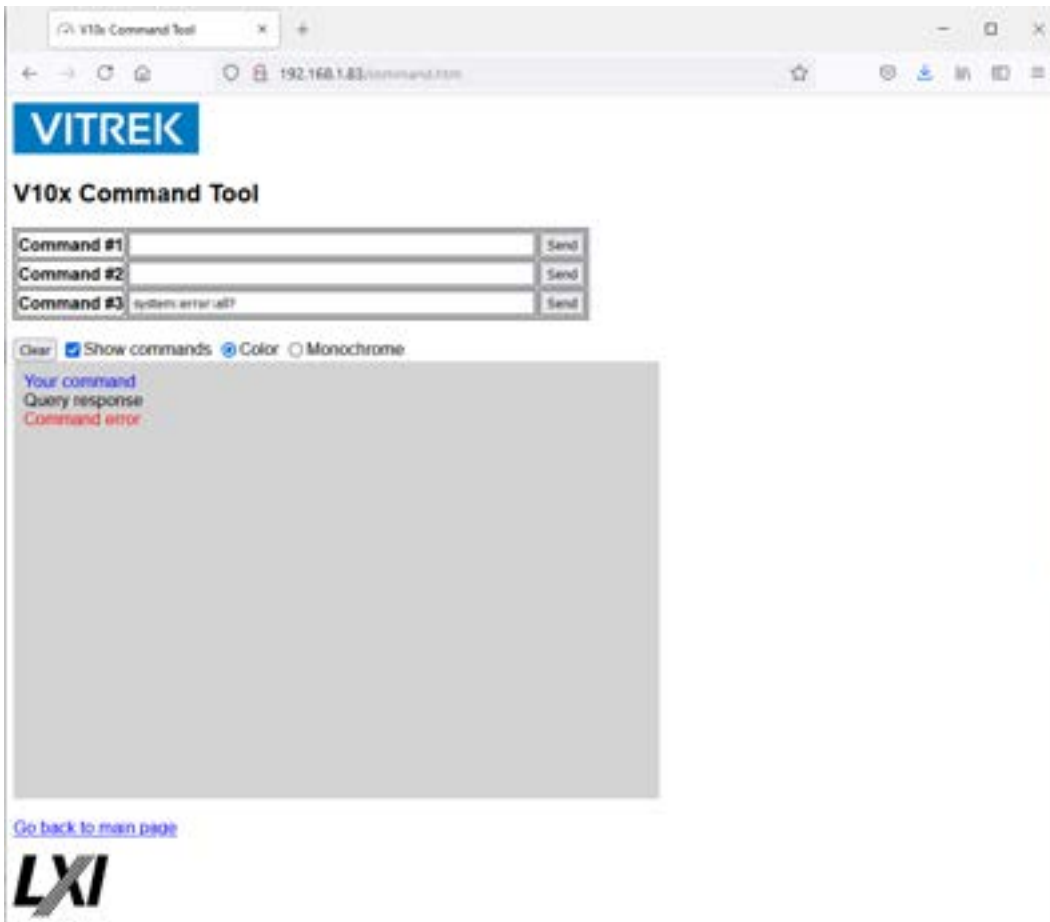 V10x Command Tool
192.168.1.83/command.htm
VITREK
V10x Command Tool
Command #1 Send
Command #2 Send
Command #3 system:error:all? Send
Clear Show commands Color Monochrome
Your command
Query response
Command error
Go back to main page
LXI